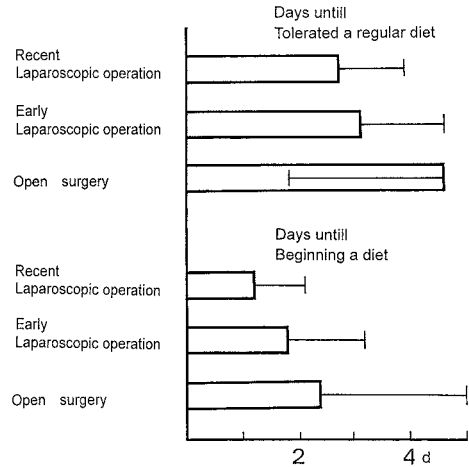 Days untill
Tolerated a regular diet
Recent
Laparoscopic operation
Early
Laparoscopic operation
Open surgery
Days untill
Beginning a diet
Recent
Laparoscopic operation
Early
Laparoscopic operation
Open surgery
2 4 d